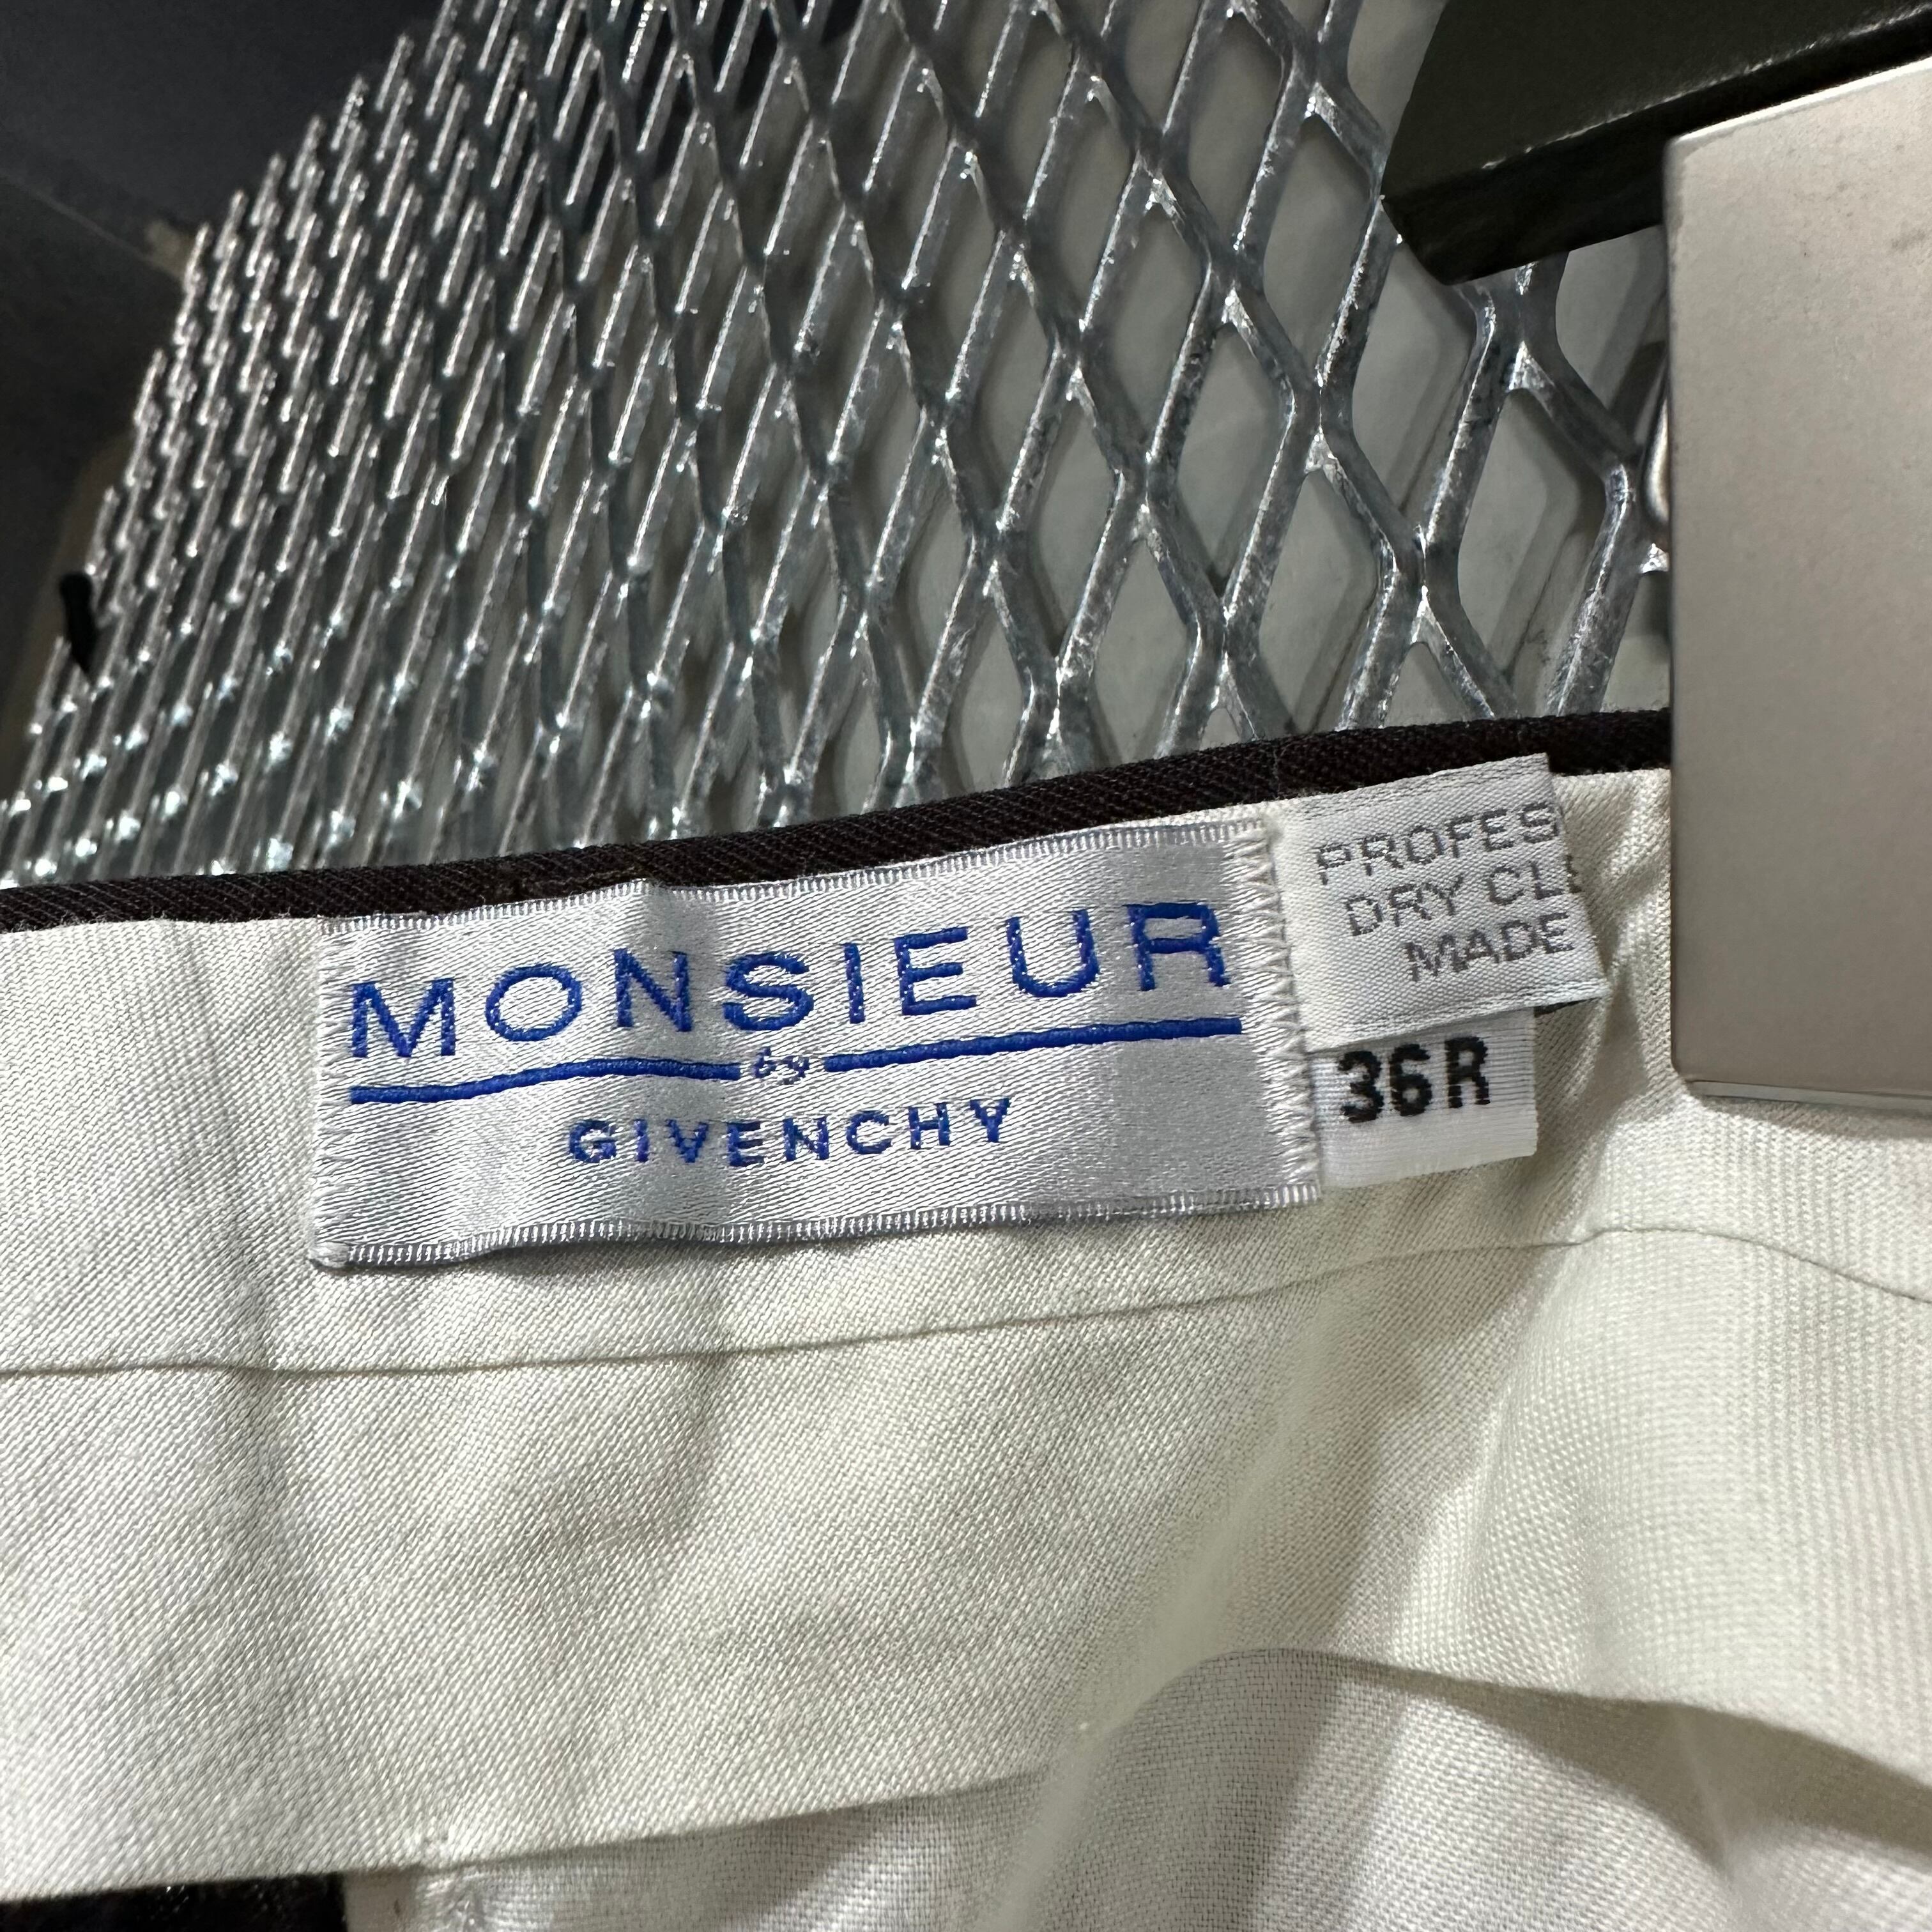 MONSIEUR
by
GIVENCHY
PROFES
DRY CL
MADE
36R